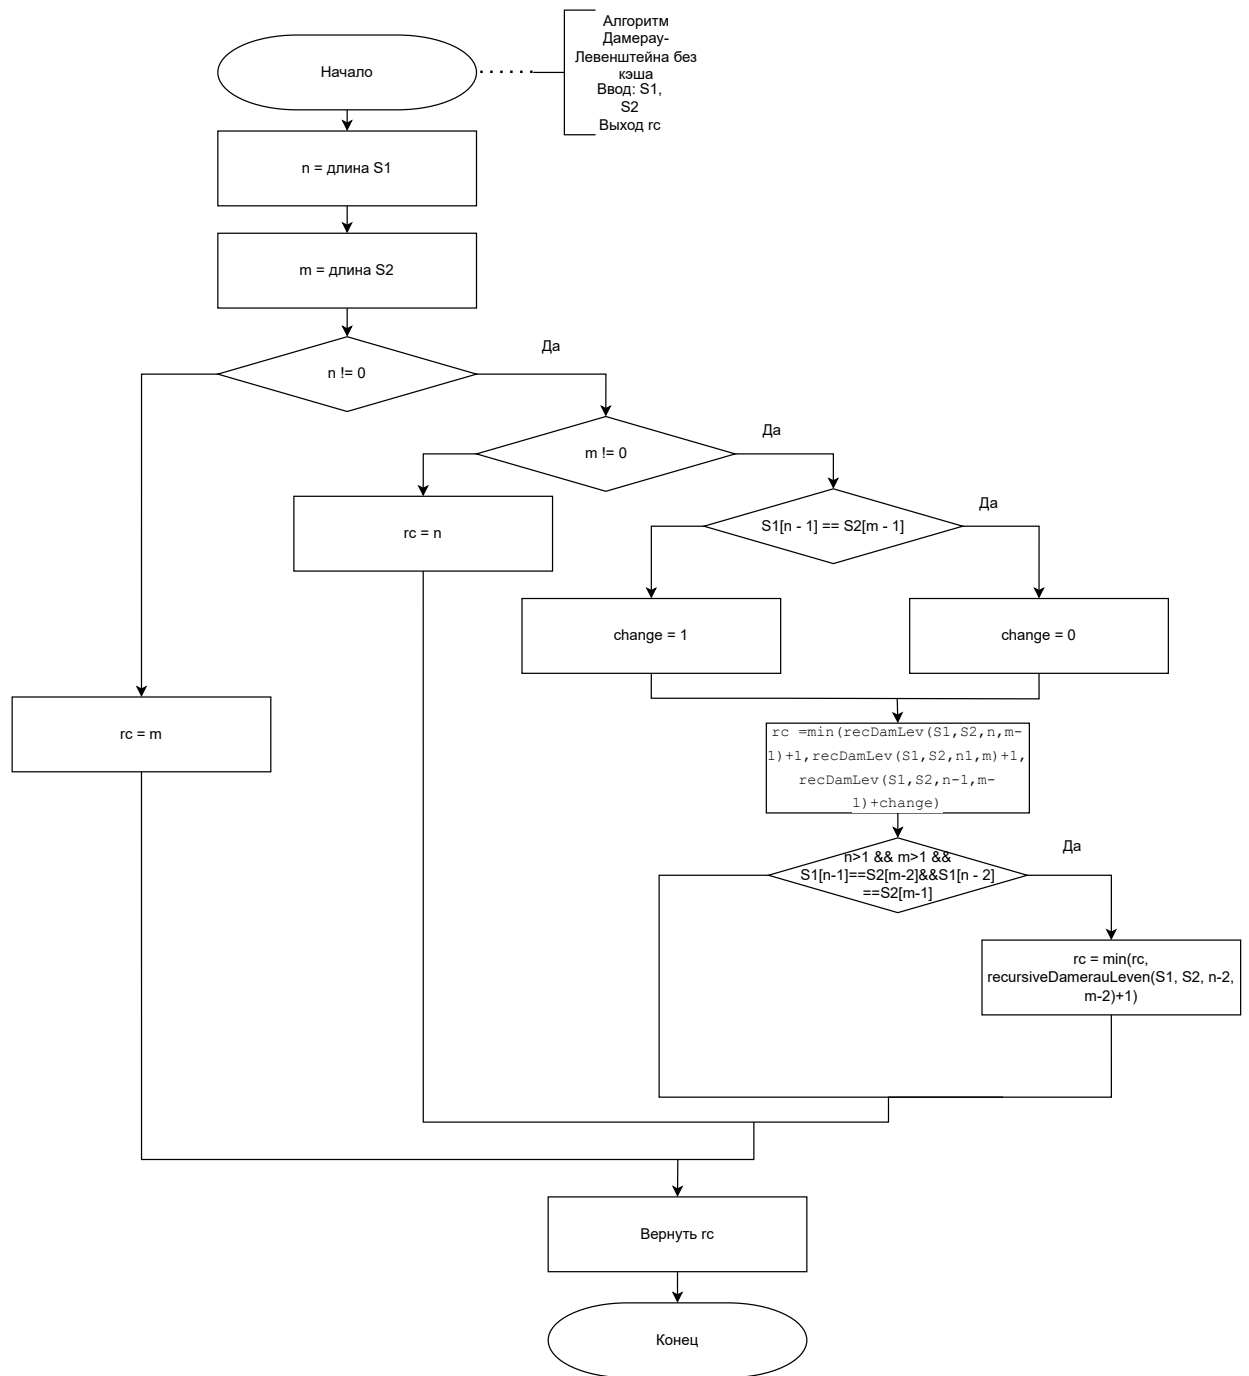 Начало
Алгоритм
Дамерау-
Левенштейна без
кэша
Ввод: S1,
S2
Выход rc
n = длина S1
m = длина S2
Да
n != 0
Да
m != 0
Да
S1[n - 1] == S2[m - 1]
rc = n
change = 1
change = 0
rc = m
rc =min(recDamLev(S1,S2,n,m-
1)+1,recDamLev(S1,S2,n1,m)+1,
recDamLev(S1,S2,n-1,m-
1)+change)
Да
n>1 && m>1 &&
S1[n-1]==S2[m-2]&&S1[n - 2]
==S2[m-1]
rc = min(rc,
recursiveDamerauLeven(S1, S2, n-2,
m-2)+1)
Вернуть rc
Конец